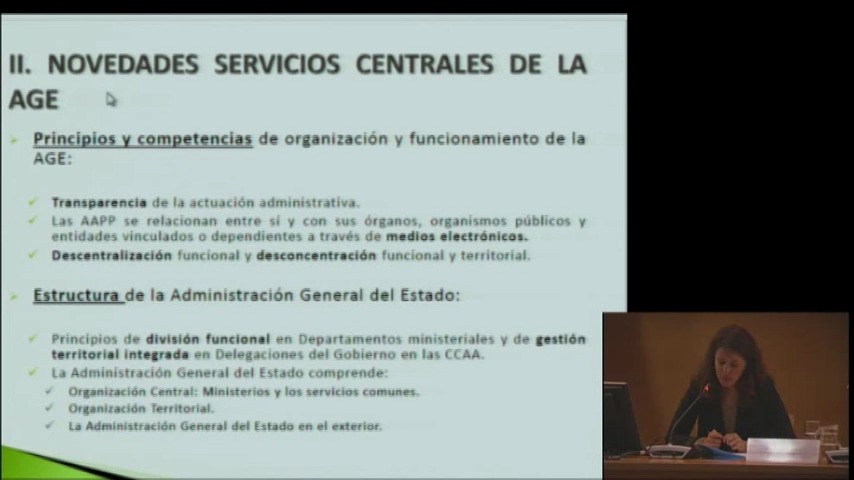 II. NOVEDADES SERVICIOS CENTRALES DE LA
AGE
Principios y competencias de organización y funcionamiento de la
AGE:
Transparencia de la actuación administrativa.
Las AAPP se relacionan entre sí y con sus órganos, organismos públicos y
entidades vinculados o dependientes a través de medios electrónicos.
Descentralización funcional y desconcentración funcional y territorial.
Estructura de la Administración General del Estado:
Principios de división funcional en Departamentos ministeriales y de gestión
territorial integrada en Delegaciones del Gobierno en las CCAA.
La Administración General del Estado comprende:
Organización Central: Ministerios y los servicios comunes.
Organización Territorial.
La Administración General del Estado en el exterior.